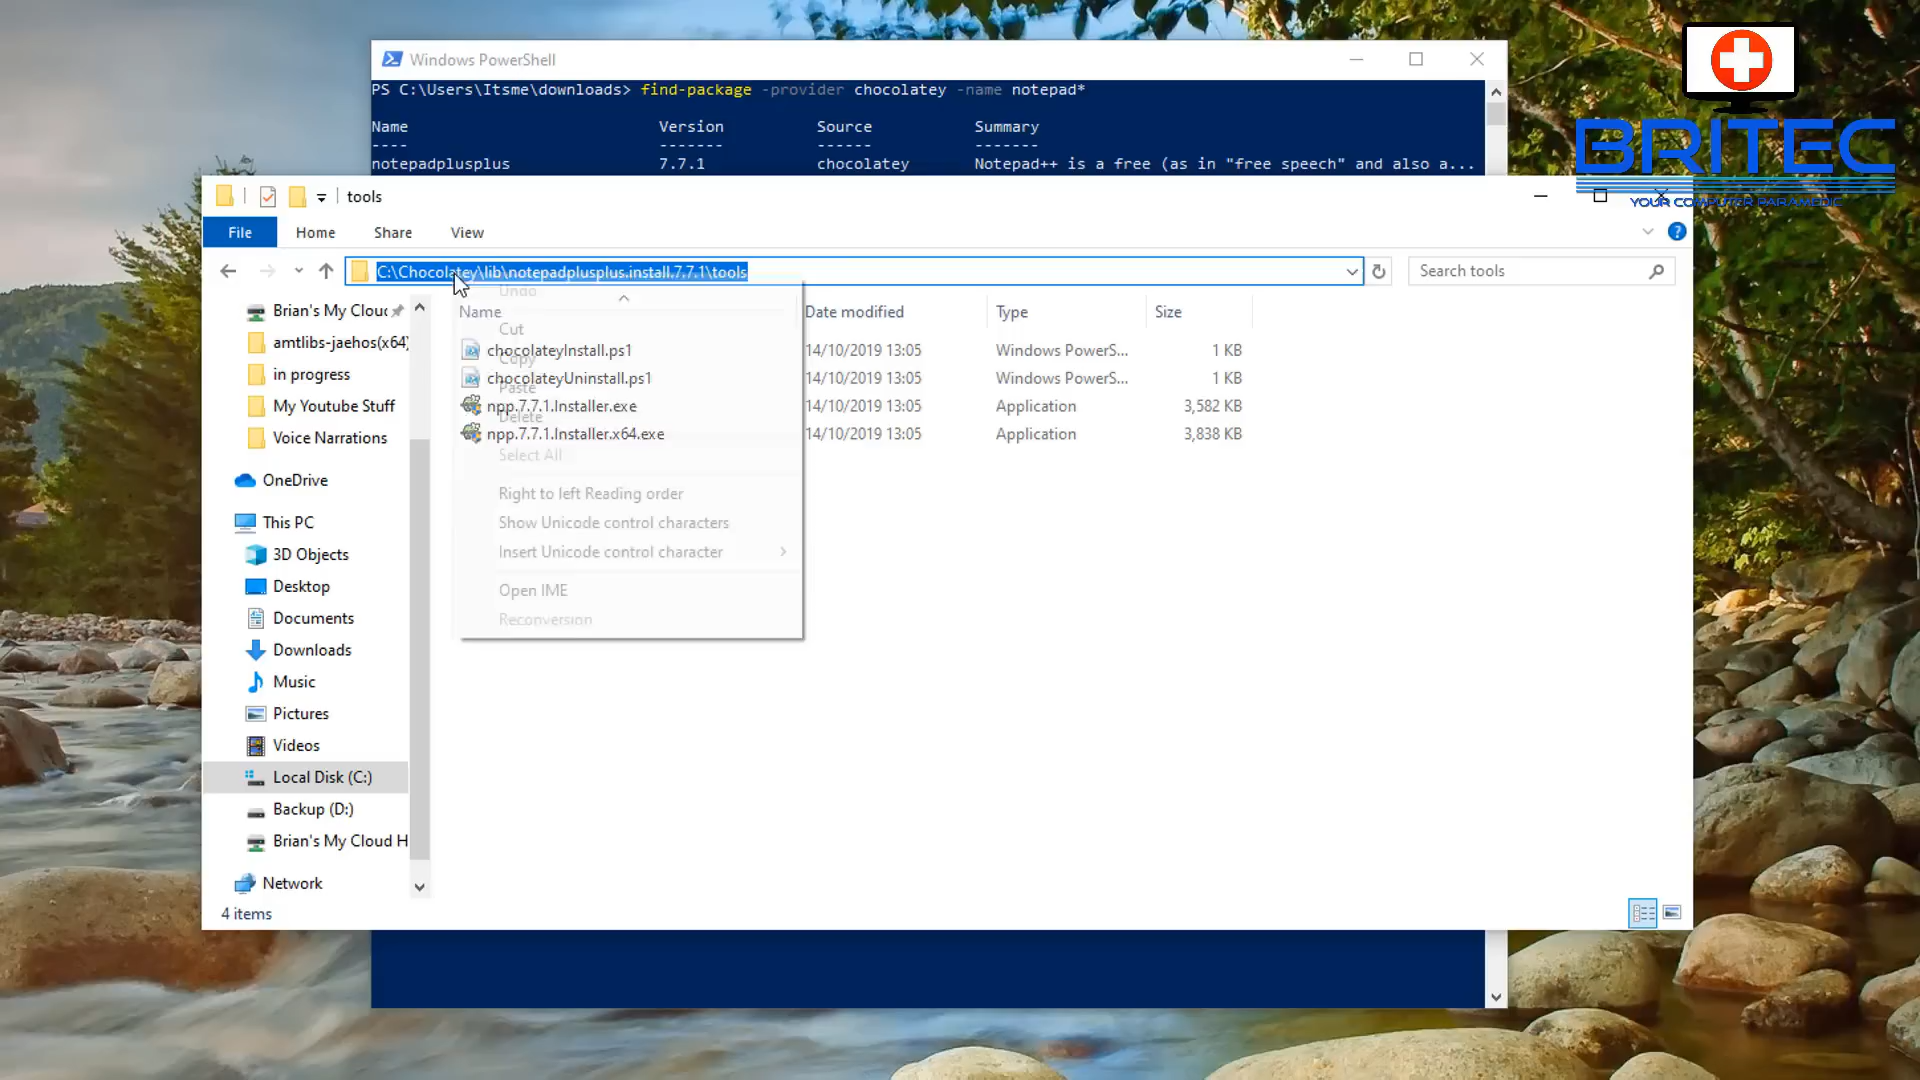 Windows PowerShell
PS C:\Users\Itsme\downloads> find-package -provider chocolatey -name notepad*
Name Version Source Summary
---- ------- ------ -------
notepadplusplus 7.7.1 chocolatey Notepad++ is a free (as in "free speech" and also a...
BRITEC
YOUR COMPUTER PARAMEDIC
tools
File Home Share View
C:\Chocolatey\lib\notepadplusplus.install.7.7.1\tools
Search tools
Name Date modified Type Size
chocolateyInstall.ps1 14/10/2019 13:05 Windows PowerS... 1 KB
chocolateyUninstall.ps1 14/10/2019 13:05 Windows PowerS... 1 KB
npp.7.7.1.Installer.exe 14/10/2019 13:05 Application 3,582 KB
npp.7.7.1.Installer.x64.exe 14/10/2019 13:05 Application 3,838 KB
Undo
Cut
Copy
Paste
Delete
Select All
Right to left Reading order
Show Unicode control characters
Insert Unicode control character
Open IME
Reconversion
Brian's My Cloud
amtlibs-jaehos(x64)
in progress
My Youtube Stuff
Voice Narrations
OneDrive
This PC
3D Objects
Desktop
Documents
Downloads
Music
Pictures
Videos
Local Disk (C:)
Backup (D:)
Brian's My Cloud H
Network
4 items